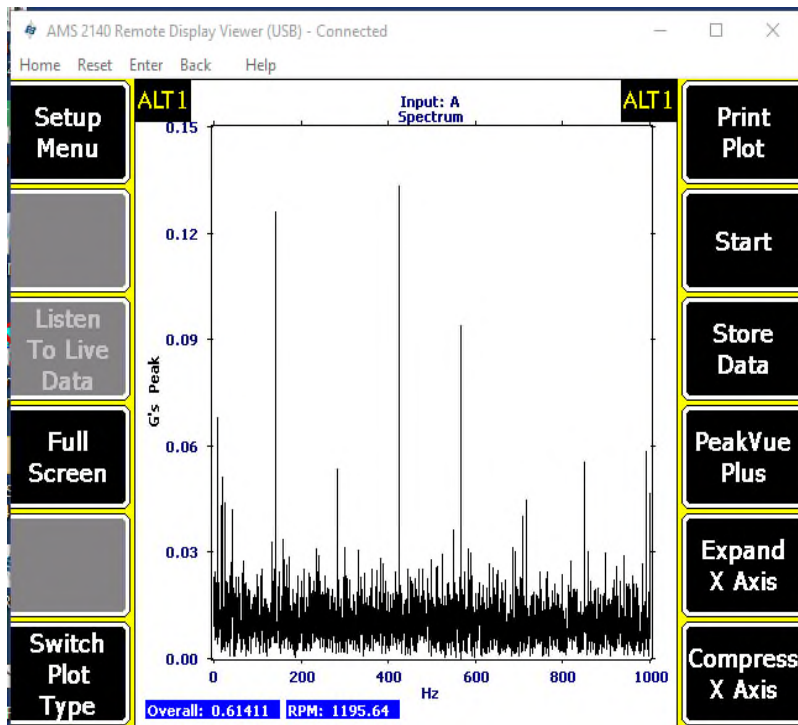 AMS 2140 Remote Display Viewer (USB) - Connected
Home Reset Enter Back Help
Setup
Menu
Listen
To Live
Data
Full
Screen
Switch
Plot
Type
ALT1
Input: A
Spectrum
ALT1
0.15
0.12
0.09
0.06
0.03
0.00
G's Peak
0 200 400 600 800 1000
Hz
Overall: 0.61411 RPM: 1195.64
Print
Plot
Start
Store
Data
PeakVue
Plus
Expand
X Axis
Compress
X Axis